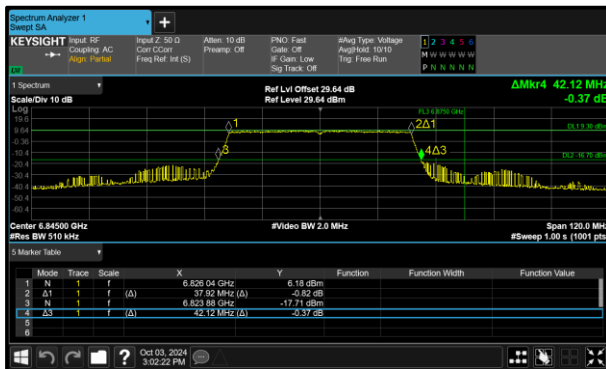 Spectrum Analyzer 1
Swept SA
KEYSIGHT
Input: RF
Coupling: AC
Align: Partial
Input Z: 50 Ω
Corr CCorr
Freq Ref: Int (S)
Atten: 10 dB
Preamp: Off
PNO: Fast
Gate: Off
IF Gain: Low
Sig Track: Off
#Avg Type: Voltage
Avg|Hold: 10/10
Trig: Free Run
1 2 3 4 5 6
M W W W W W
P N N N N N
1 Spectrum
Scale/Div 10 dB
Ref Lvl Offset 29.64 dB
Ref Level 29.64 dBm
ΔMkr4 42.12 MHz
-0.37 dB
Log
19.6
9.64
-10.4
-20.4
-30.4
-40.4
-50.4
-60.4
1
2Δ1
3
4Δ3
DL1 9.30 dBm
DL2 -16.70 dBm
Center 6.84500 GHz
#Video BW 2.0 MHz
Span 120.0 MHz
#Res BW 510 kHz
#Sweep 1.00 s (1001 pts)
5 Marker Table
Mode Trace Scale X Y Function Function Width Function Value
1 N 1 f 6.826 04 GHz 6.18 dBm
2 Δ1 1 f (Δ) 37.92 MHz (Δ) -0.82 dB
3 N 1 f 6.823 88 GHz -17.71 dBm
4 Δ3 1 f (Δ) 42.12 MHz (Δ) -0.37 dB
5
6
?
Oct 03, 2024
3:02:22 PM